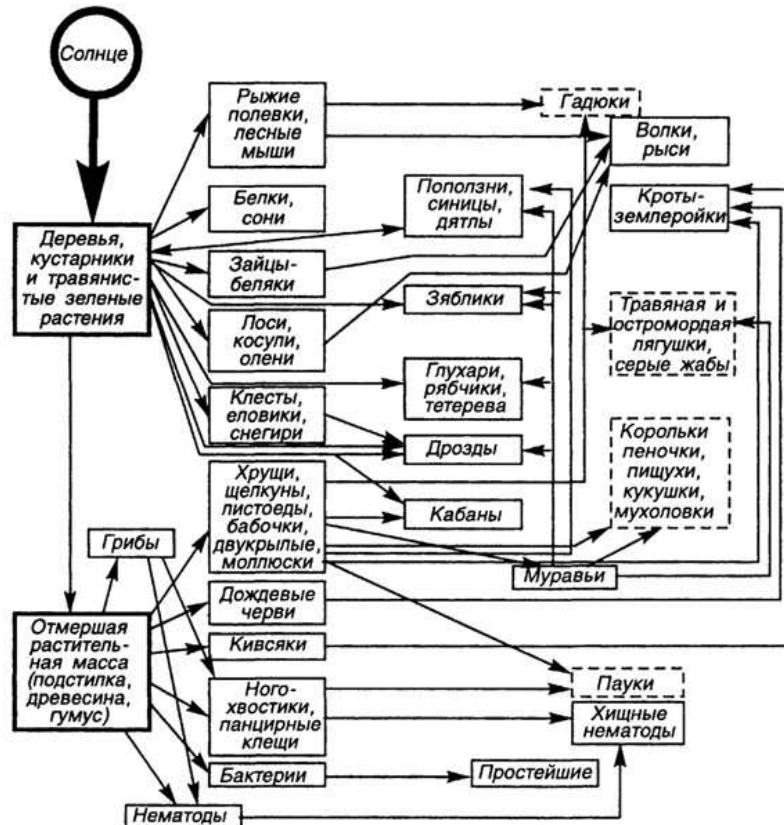 Солнце
Рыжие
полевки,
лесные
мыши
Гадюки
Волки,
рыси
Белки,
сони
Поползни,
синицы,
дятлы
Кроты-
землеройки
Деревья,
кустарники
и травянис-
тые зеленые
растения
Зайцы-
беляки
Зяблики
Травяная и
остромордая
лягушки,
серые жабы
Лоси,
косули,
олени
Глухари,
рябчики,
тетерева
Клесты,
еловики,
снегири
Дрозды
Корольки
пеночки,
пищухи,
кукушки,
мухоловки
Хрущи,
щелкуны,
листоеды,
бабочки,
двукрылые,
моллюски
Кабаны
Грибы
Муравьи
Дождевые
черви
Отмершая
раститель-
ная масса
(подстилка,
древесина,
гумус)
Кивсяки
Ного-
хвостики,
панцирные
клещи
Пауки
Хищные
нематоды
Бактерии
Простейшие
Нематоды